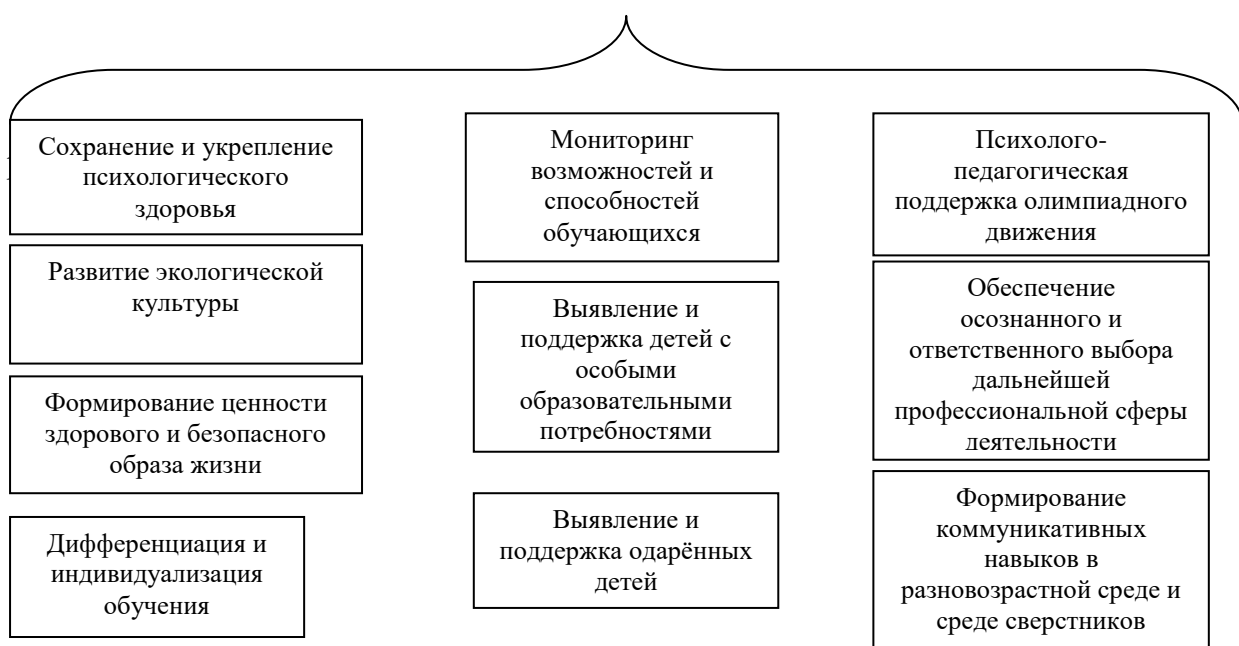 Сохранение и укрепление
психологического
здоровья
Развитие экологической
культуры
Формирование ценности
здорового и безопасного
образа жизни
Дифференциация и
индивидуализация
обучения
Мониторинг
возможностей и
способностей
обучающихся
Выявление и
поддержка детей с
особыми
образовательными
потребностями
Выявление и
поддержка одарённых
детей
Психолого-
педагогическая
поддержка олимпиадного
движения
Обеспечение
осознанного и
ответственного выбора
дальнейшей
профессиональной сферы
деятельности
Формирование
коммуникативных
навыков в
разновозрастной среде и
среде сверстников